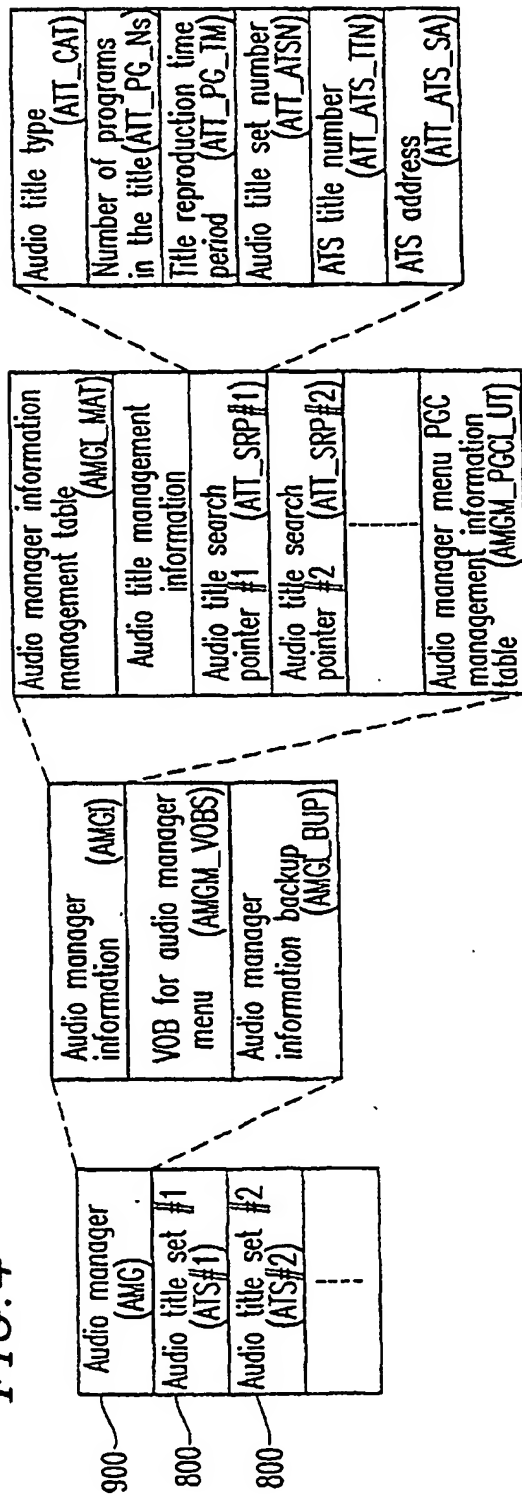 FIG.4
900
800
800
Audio manager
(AMG)
Audio title set #1
(ATS#1)
Audio title set #2
(ATS#2)
Audio manager
information (AMGI)
VOB for audio manager
menu (AMGM_VOBS)
Audio manager
information backup
(AMGI_BUP)
Audio manager information
management table
(AMGI_MAT)
Audio title management
information
Audio title search
pointer #1 (ATT_SRP#1)
Audio title search
pointer #2 (ATT_SRP#2)
Audio manager menu PGC
management information
table (AMGM_PGCI_UT)
Audio title type
(ATT_CAT)
Number of programs
in the title(ATT_PG_Ns)
Title reproduction time
period (ATT_PG_TM)
Audio title set number
(ATT_ATSN)
ATS title number
(ATT_ATS_TTN)
ATS address
(ATT_ATS_SA)